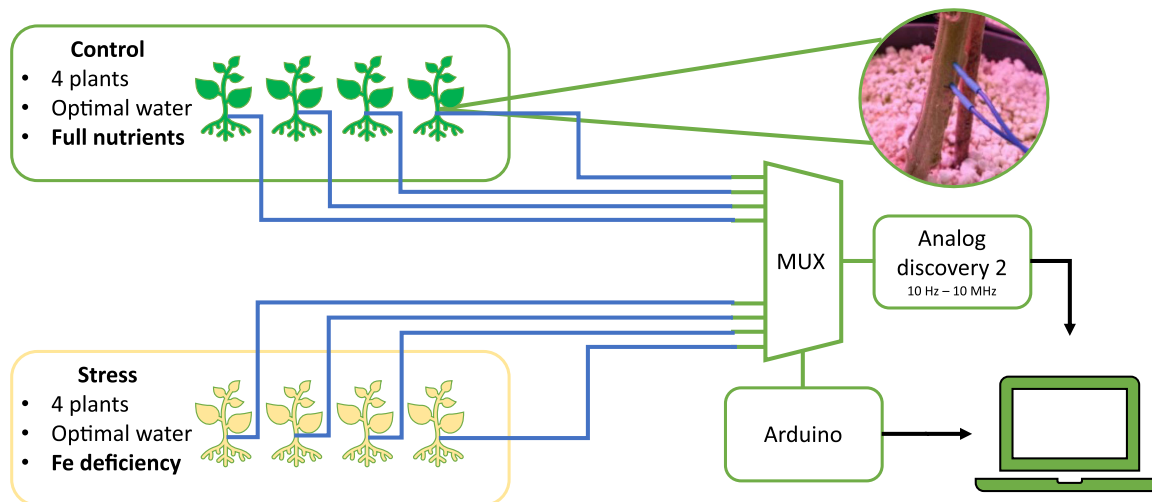 Control
• 4 plants
• Optimal water
• Full nutrients
MUX
Analog
discovery 2
10 Hz – 10 MHz
Stress
• 4 plants
• Optimal water
• Fe deficiency
Arduino